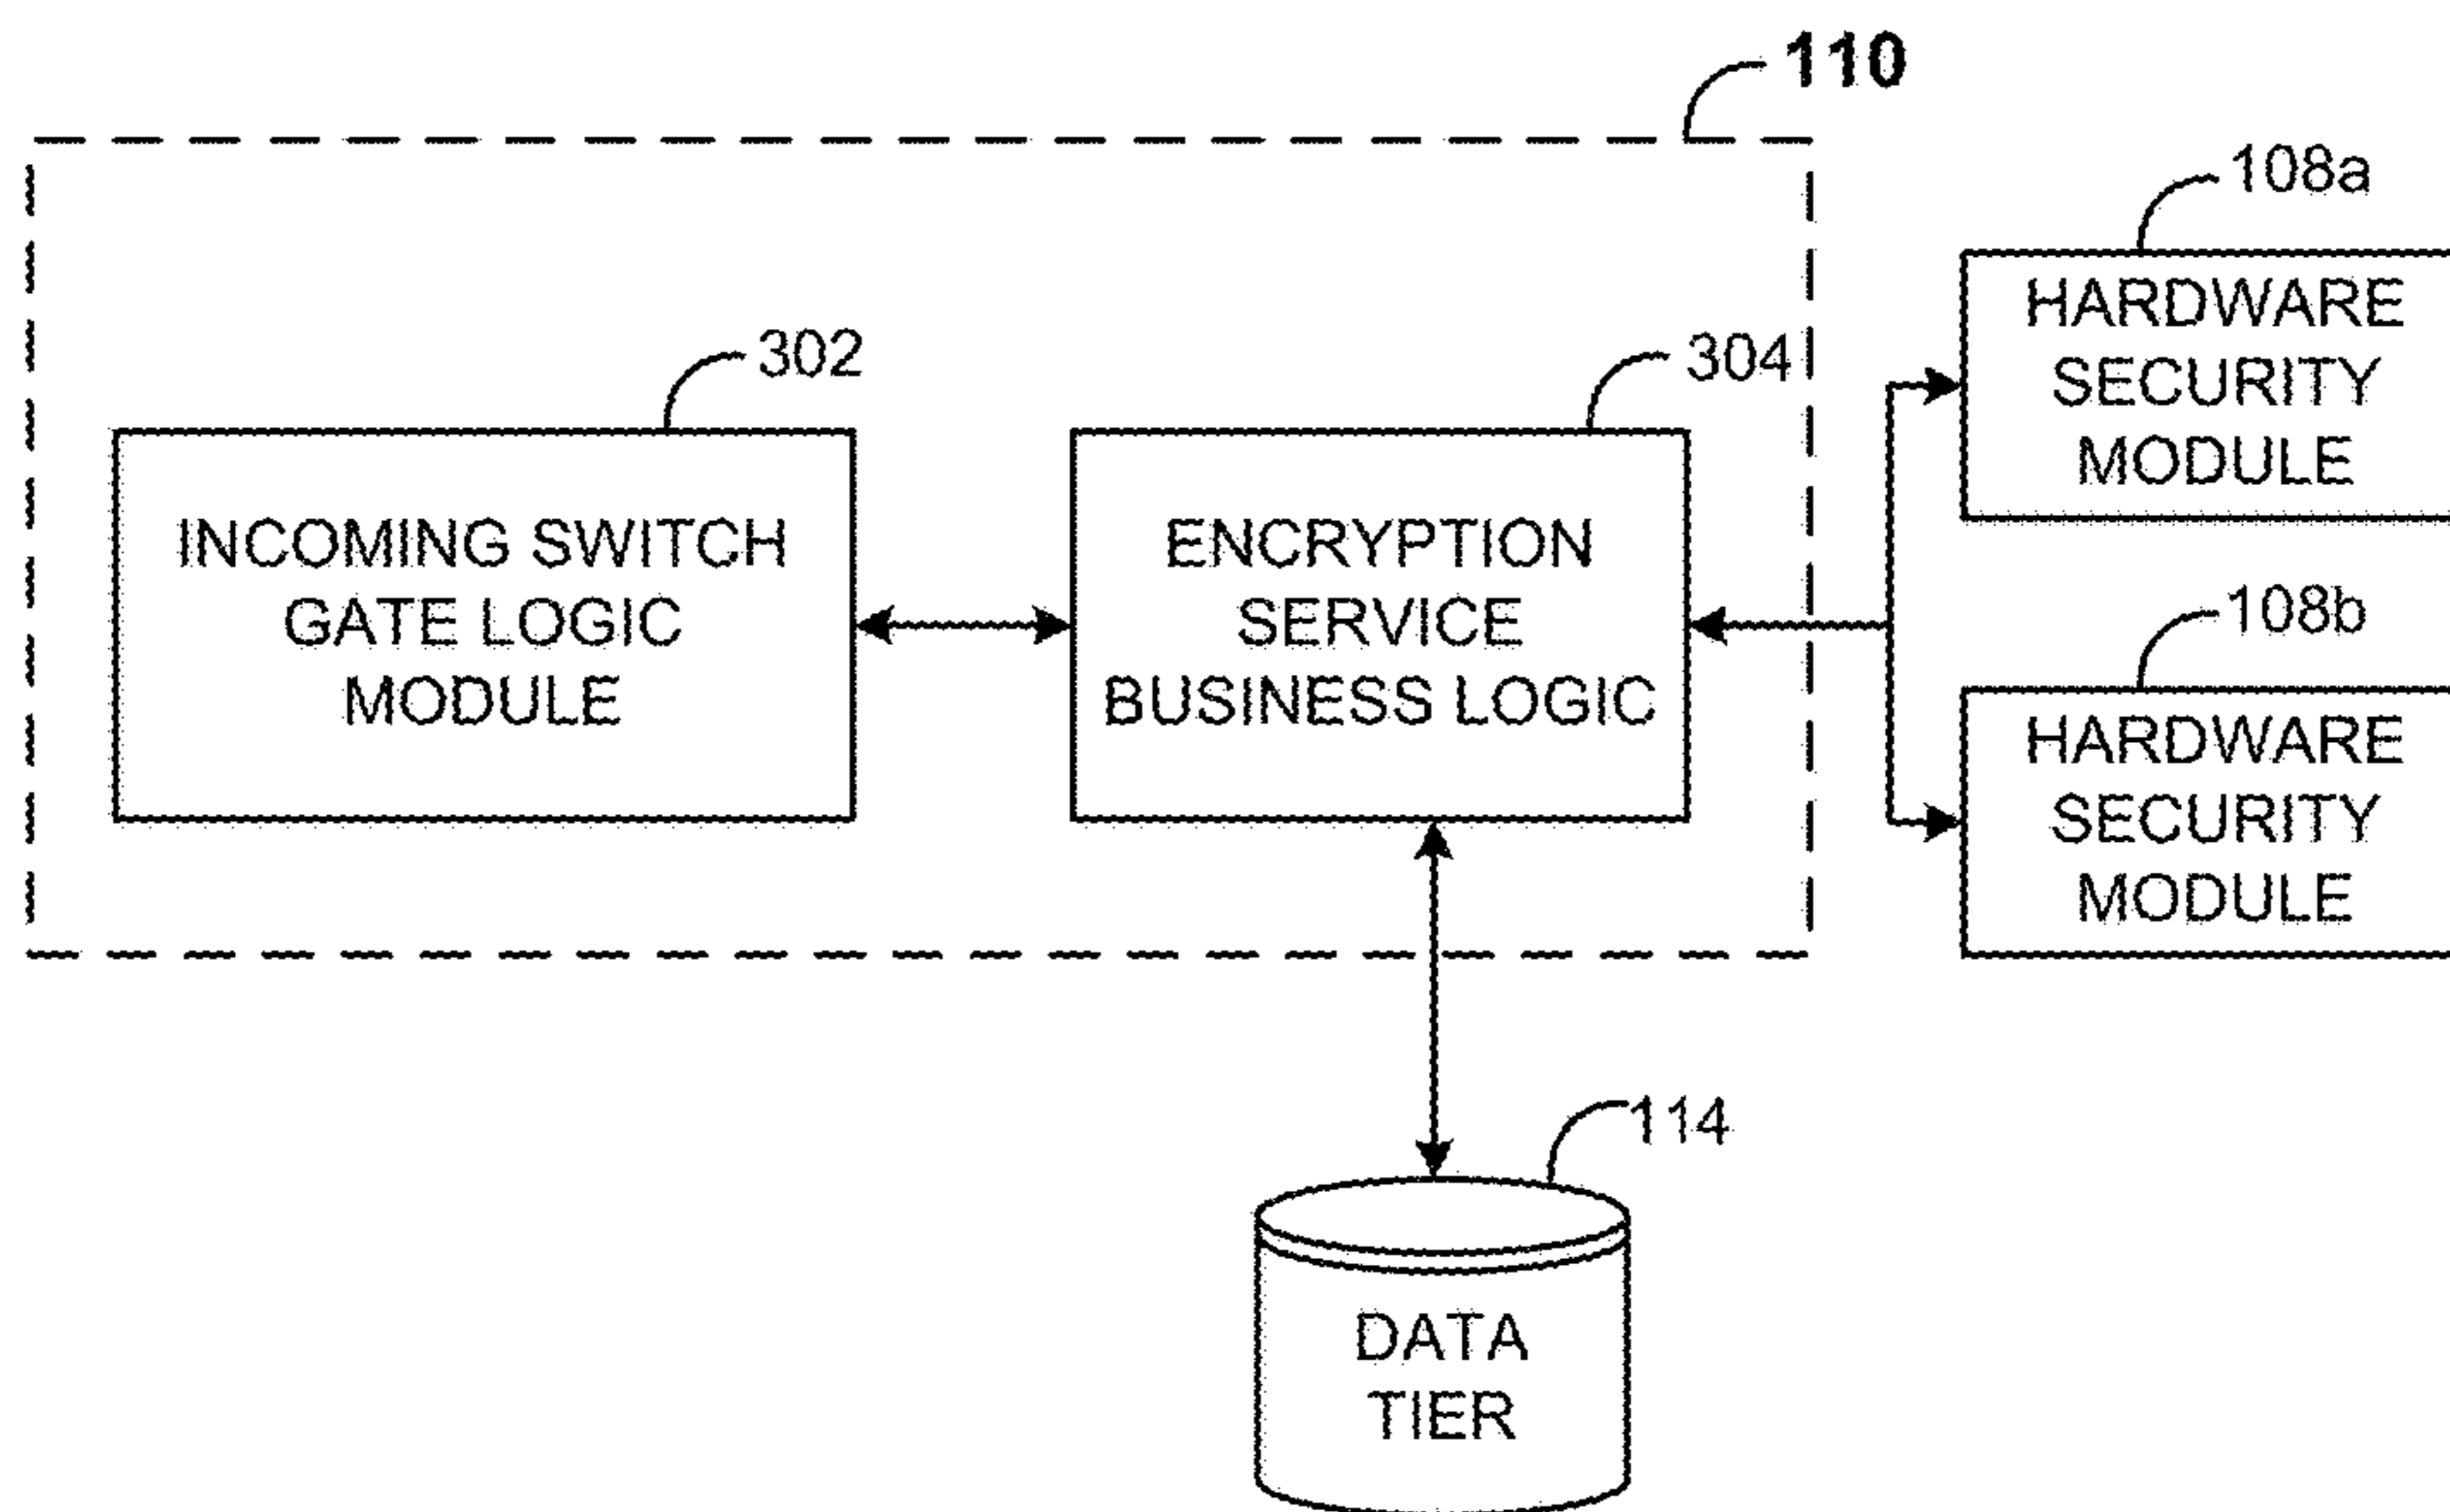 110
108a
HARDWARE
SECURITY
MODULE
302
304
INCOMING SWITCH
GATE LOGIC
MODULE
ENCRYPTION
SERVICE
BUSINESS LOGIC
108b
HARDWARE
SECURITY
MODULE
114
DATA
TIER